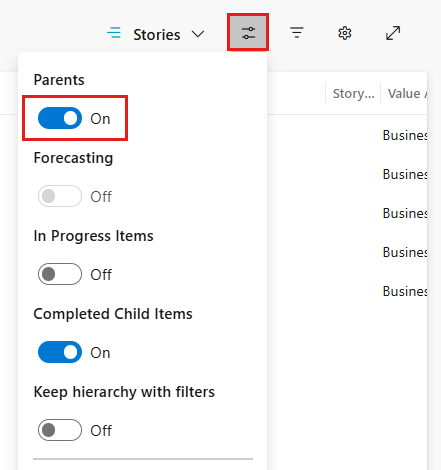 Stories
Parents
On
Story... Value A
Forecasting
Off
In Progress Items
Off
Completed Child Items
On
Keep hierarchy with filters
Off
Busines
Busines
Busines
Busines
Busines